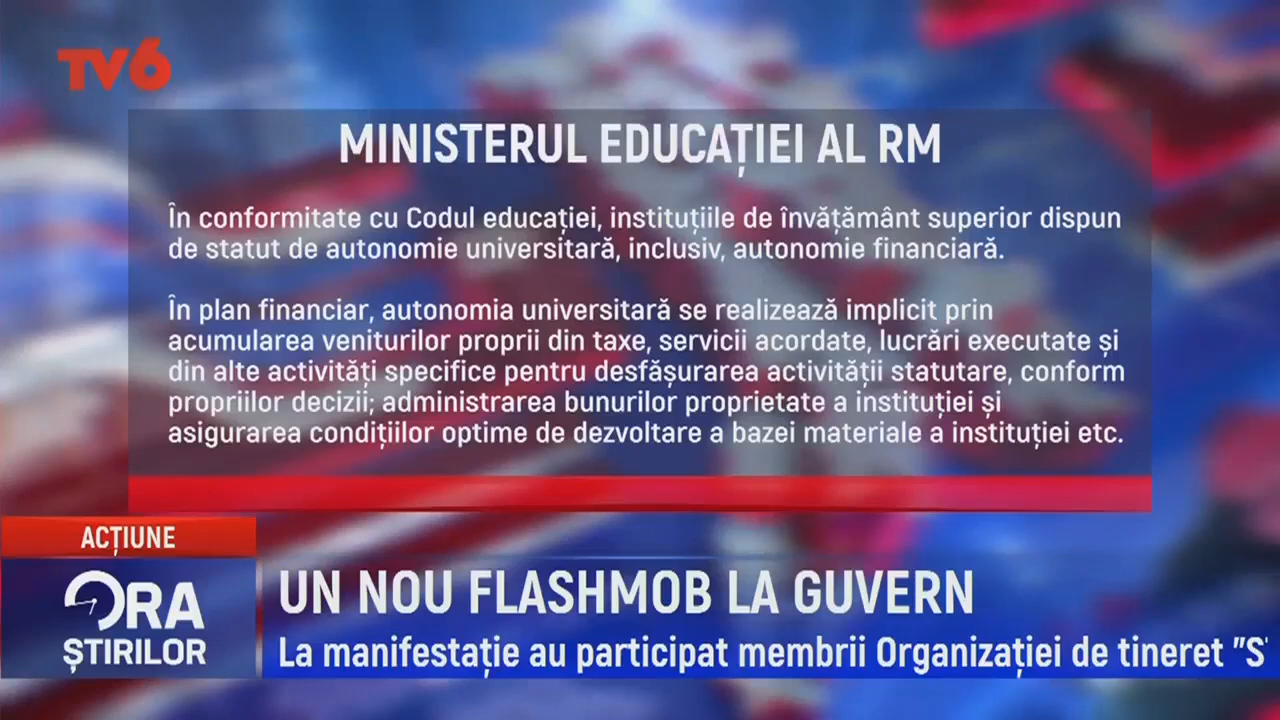 TV6
MINISTERUL EDUCAȚIEI AL RM
În conformitate cu Codul educației, instituțiile de învățământ superior dispun
de statut de autonomie universitară, inclusiv, autonomie financiară.
În plan financiar, autonomia universitară se realizează implicit prin
acumularea veniturilor proprii din taxe, servicii acordate, lucrări executate și
din alte activități specifice pentru desfășurarea activității statutare, conform
propriilor decizii; administrarea bunurilor proprietate a instituției și
asigurarea condițiilor optime de dezvoltare a bazei materiale a instituției etc.
ACȚIUNE
ORA
ȘTIRILOR
UN NOU FLASHMOB LA GUVERN
La manifestație au participat membrii Organizației de tineret "S